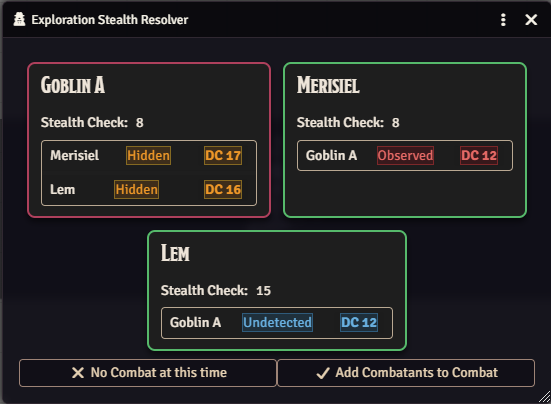 Exploration Stealth Resolver
Goblin A
Stealth Check: 8
Merisiel Hidden DC 17
Lem Hidden DC 16
Merisiel
Stealth Check: 8
Goblin A Observed DC 12
Lem
Stealth Check: 15
Goblin A Undetected DC 12
No Combat at this time
Add Combatants to Combat